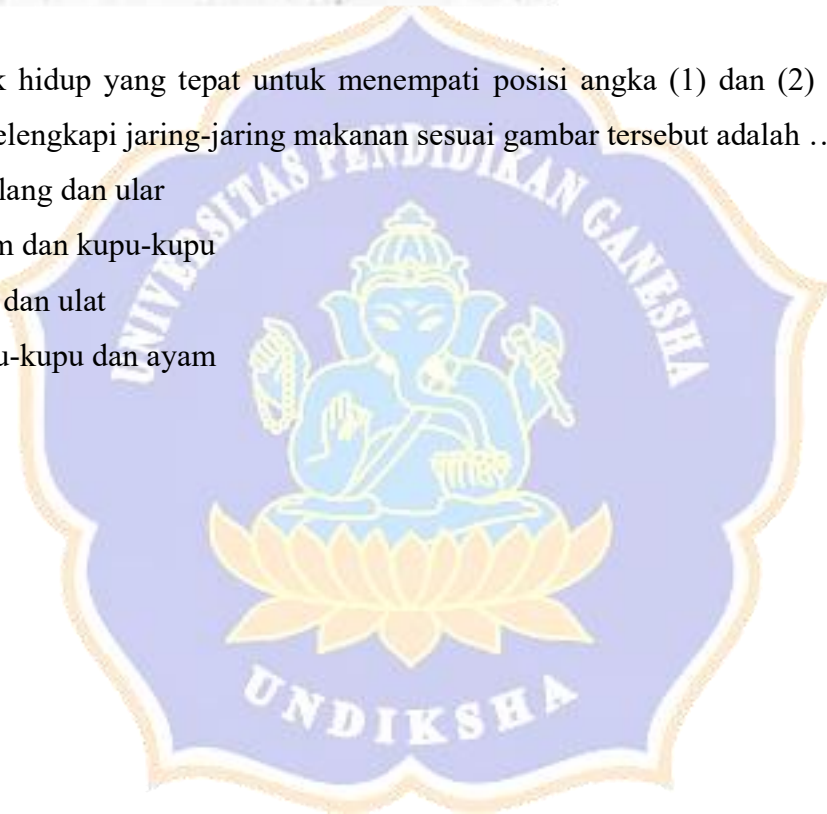 k hidup yang tepat untuk menempati posisi angka (1) dan (2)
elengkapi jaring-jaring makanan sesuai gambar tersebut adalah …
lang dan ular
n dan kupu-kupu
dan ulat
u-kupu dan ayam
UNIVERSITAS PENDIDIKAN GANESHA
UNDIKSHA